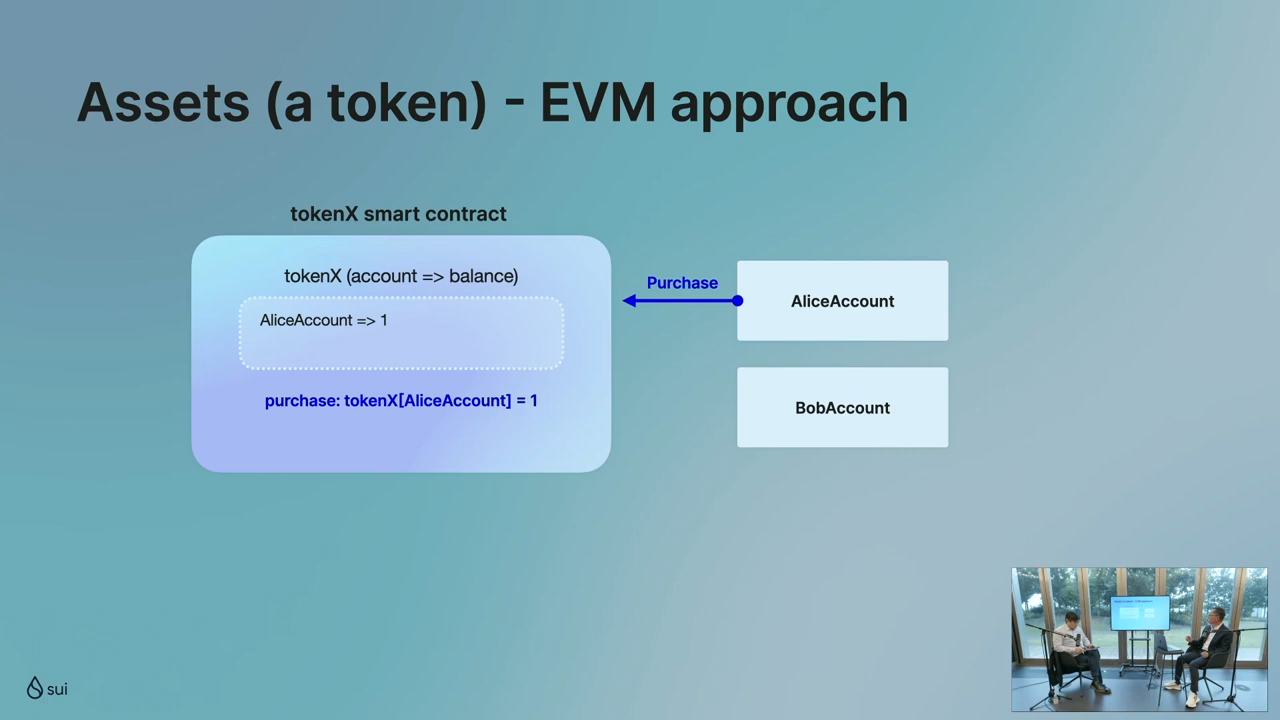 Assets (a token) - EVM approach
tokenX smart contract
tokenX (account => balance)
AliceAccount => 1
purchase: tokenX[AliceAccount] = 1
Purchase
AliceAccount
BobAccount
sui